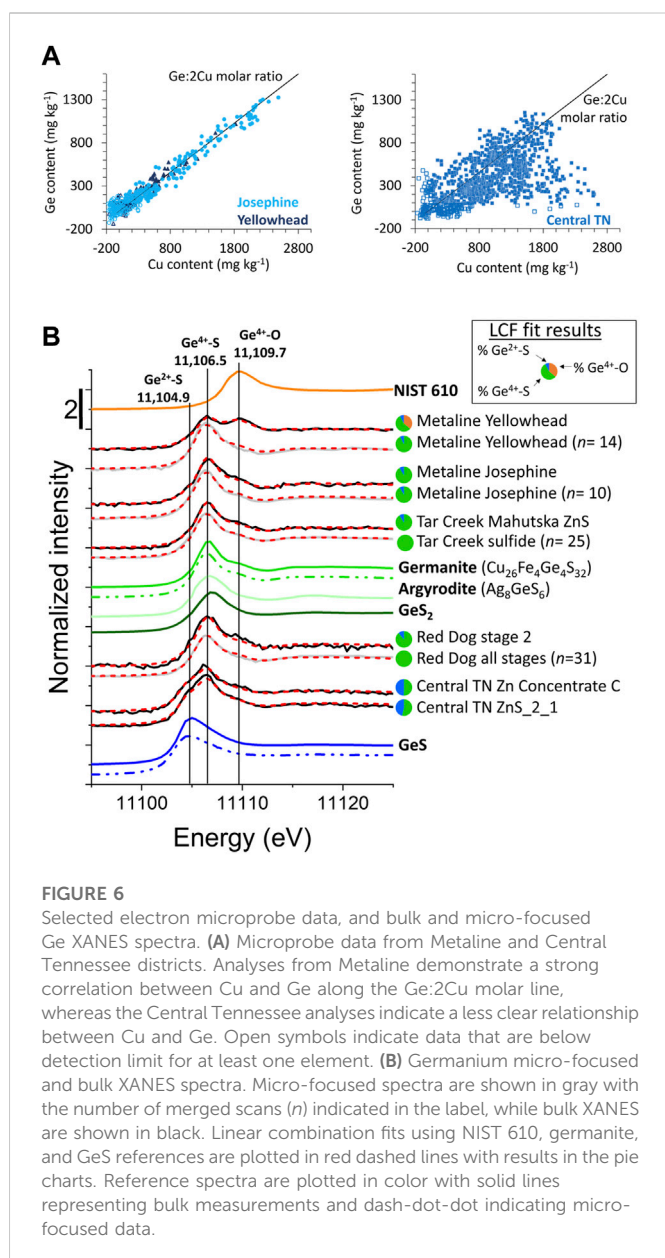 A
Ge:2Cu molar ratio
Ge content (mg kg⁻¹)
1300
800
300
-200
Josephine
Yellowhead
-200 800 1800 2800
Cu content (mg kg⁻¹)
Ge:2Cu
molar ratio
Ge content (mg kg⁻¹)
1300
800
300
-200
Central TN
-200 800 1800 2800
Cu content (mg kg⁻¹)
B
Ge²⁺-S
11,104.9
Ge⁴⁺-S
11,106.5
Ge⁴⁺-O
11,109.7
LCF fit results
% Ge²⁺-S
% Ge⁴⁺-O
% Ge⁴⁺-S
2
Normalized intensity
NIST 610
Metaline Yellowhead
Metaline Yellowhead (n= 14)
Metaline Josephine
Metaline Josephine (n= 10)
Tar Creek Mahutska ZnS
Tar Creek sulfide (n= 25)
Germanite (Cu₂₆Fe₄Ge₄S₃₂)
Argyrodite (Ag₈GeS₆)
GeS₂
Red Dog stage 2
Red Dog all stages (n=31)
Central TN Zn Concentrate C
Central TN ZnS_2_1
GeS
11100 11110 11120
Energy (eV)
FIGURE 6
Selected electron microprobe data, and bulk and micro-focused
Ge XANES spectra. (A) Microprobe data from Metaline and Central
Tennessee districts. Analyses from Metaline demonstrate a strong
correlation between Cu and Ge along the Ge:2Cu molar line,
whereas the Central Tennessee analyses indicate a less clear relationship
between Cu and Ge. Open symbols indicate data that are below
detection limit for at least one element. (B) Germanium micro-focused
and bulk XANES spectra. Micro-focused spectra are shown in gray with
the number of merged scans (n) indicated in the label, while bulk XANES
are shown in black. Linear combination fits using NIST 610, germanite,
and GeS references are plotted in red dashed lines with results in the pie
charts. Reference spectra are plotted in color with solid lines
representing bulk measurements and dash-dot-dot indicating micro-
focused data.